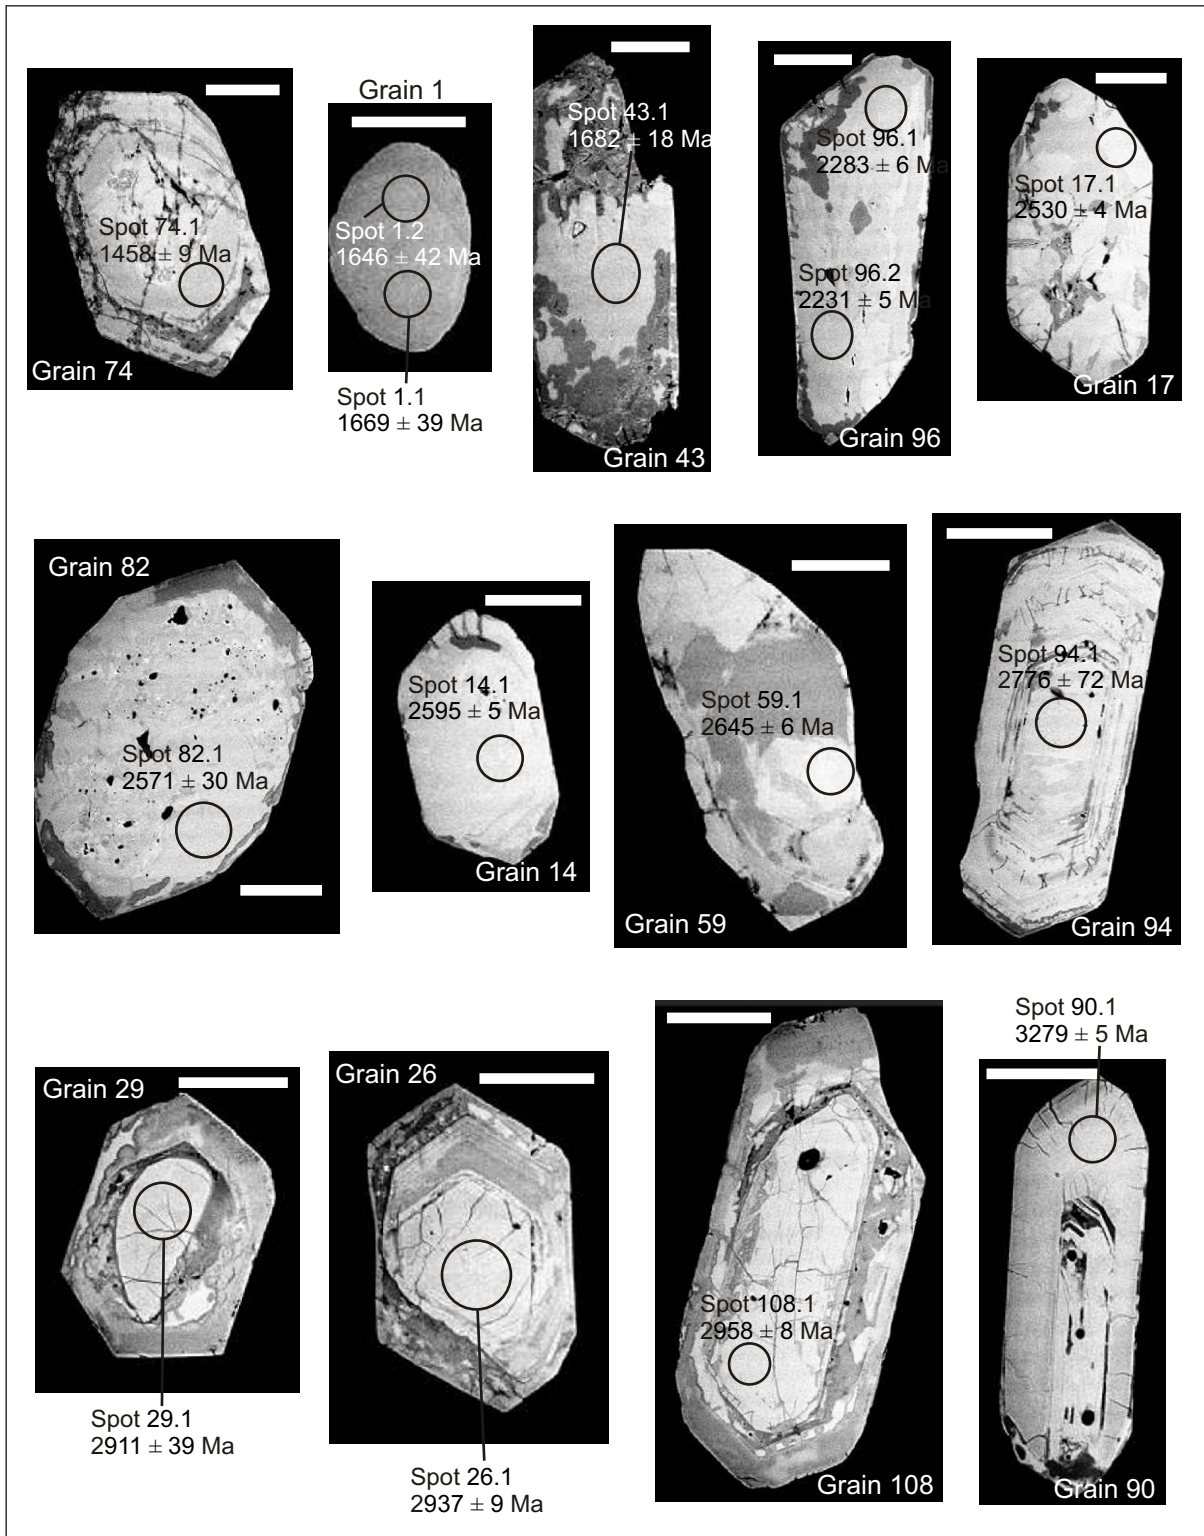 Spot 74.1
1458 ± 9 Ma
Grain 74
Grain 1
Spot 1.2
1646 ± 42 Ma
Spot 1.1
1669 ± 39 Ma
Spot 43.1
1682 ± 18 Ma
Grain 43
Spot 96.1
2283 ± 6 Ma
Spot 96.2
2231 ± 5 Ma
Grain 96
Spot 17.1
2530 ± 4 Ma
Grain 17
Grain 82
Spot 82.1
2571 ± 30 Ma
Spot 14.1
2595 ± 5 Ma
Grain 14
Spot 59.1
2645 ± 6 Ma
Grain 59
Spot 94.1
2776 ± 72 Ma
Grain 94
Grain 29
Spot 29.1
2911 ± 39 Ma
Grain 26
Spot 26.1
2937 ± 9 Ma
Spot 108.1
2958 ± 8 Ma
Grain 108
Spot 90.1
3279 ± 5 Ma
Grain 90